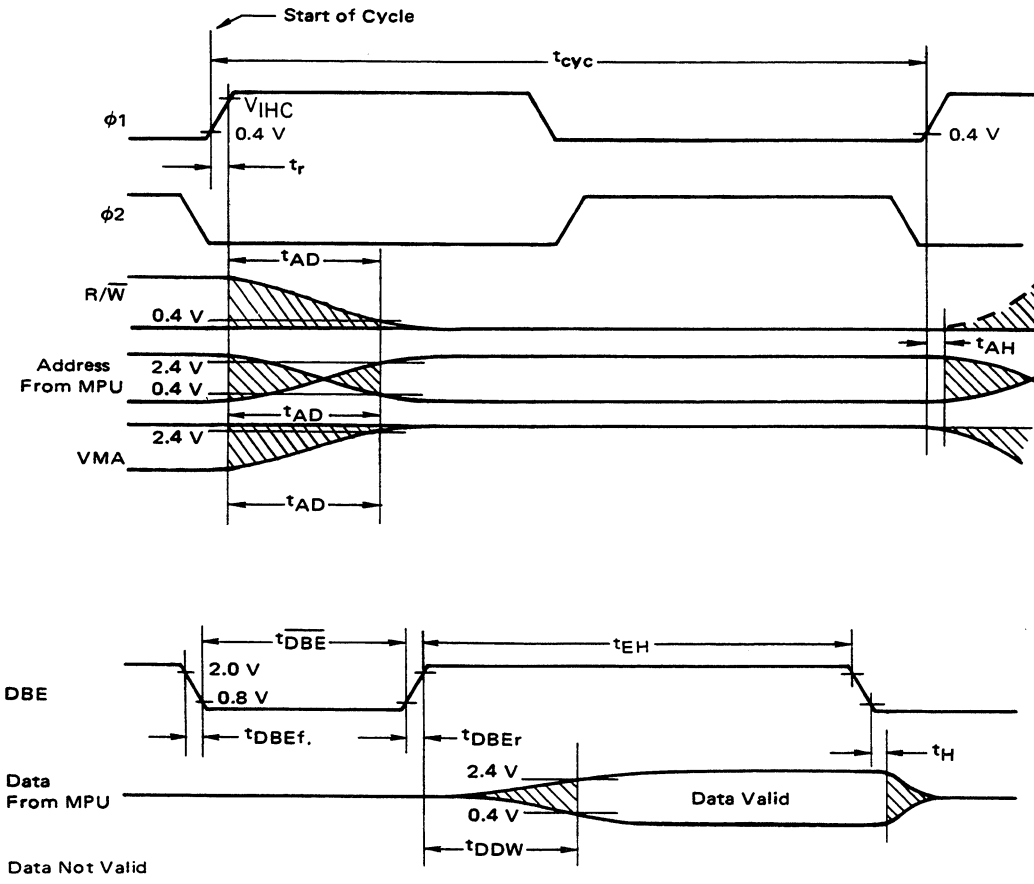 Start of Cycle
tcyc
VIHC
ϕ1
0.4 V
0.4 V
tr
ϕ2
tAD
R/W̅
0.4 V
tAH
Address
From MPU
2.4 V
0.4 V
tAD
2.4 V
VMA
tAD
tD̅B̅E̅
tEH
2.0 V
DBE
0.8 V
tDBEf.
tDBEr
tH
2.4 V
Data
From MPU
Data Valid
0.4 V
tDDW
Data Not Valid